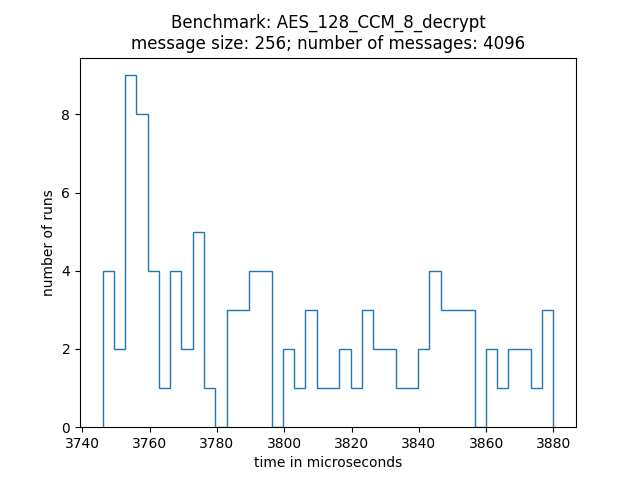 Benchmark: AES_128_CCM_8_decrypt
message size: 256; number of messages: 4096
number of runs
8
6
4
2
0
3740 3760 3780 3800 3820 3840 3860 3880
time in microseconds